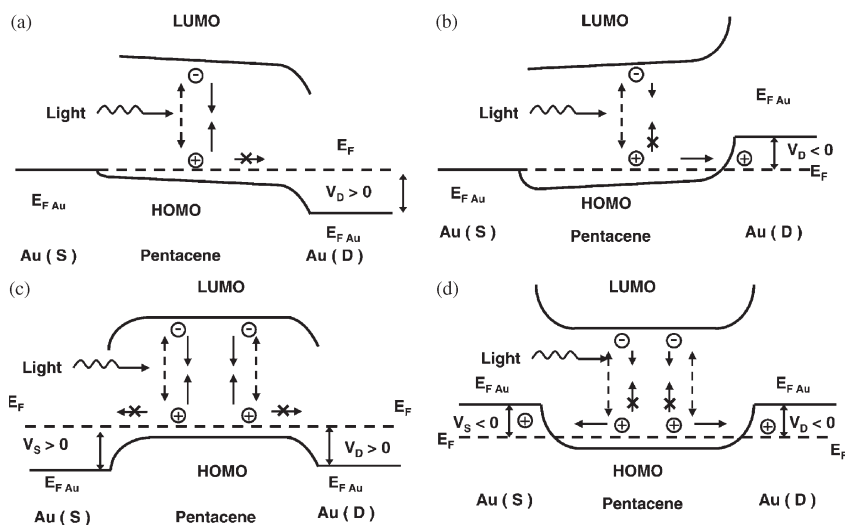 (a)
LUMO
Light
E_F
E_F Au
V_D > 0
HOMO
E_F Au
Au ( S )
Pentacene
Au ( D )
(b)
LUMO
E_F Au
Light
V_D < 0
E_F
E_F Au
HOMO
Au ( S )
Pentacene
Au ( D )
(c)
LUMO
Light
E_F
E_F
V_S > 0
V_D > 0
HOMO
E_F Au
E_F Au
Au ( S )
Pentacene
Au ( D )
(d)
LUMO
Light
E_F Au
E_F Au
V_S < 0
V_D < 0
E_F
E_F
HOMO
Au ( S )
Pentacene
Au ( D )